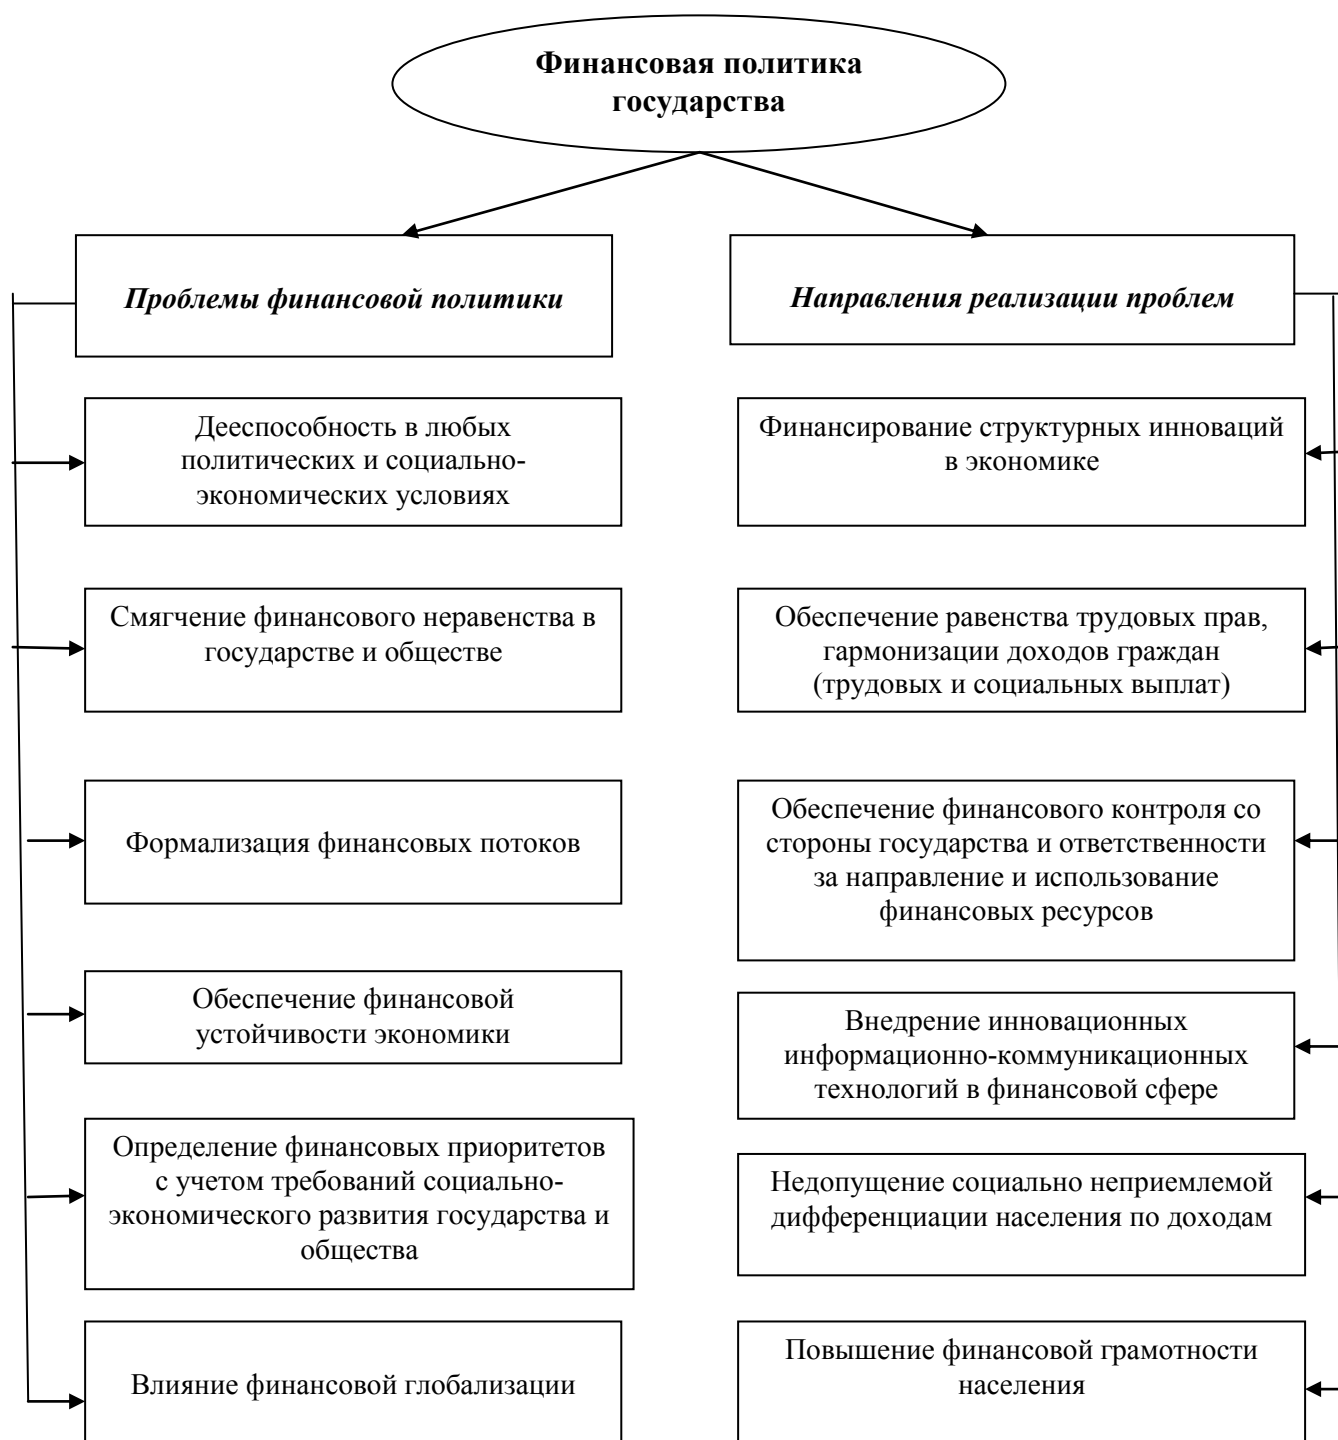 Финансовая политика
государства
Проблемы финансовой политики
Направления реализации проблем
Дееспособность в любых
политических и социально-
экономических условиях
Финансирование структурных инноваций
в экономике
Смягчение финансового неравенства в
государстве и обществе
Обеспечение равенства трудовых прав,
гармонизации доходов граждан
(трудовых и социальных выплат)
Формализация финансовых потоков
Обеспечение финансового контроля со
стороны государства и ответственности
за направление и использование
финансовых ресурсов
Обеспечение финансовой
устойчивости экономики
Внедрение инновационных
информационно-коммуникационных
технологий в финансовой сфере
Определение финансовых приоритетов
с учетом требований социально-
экономического развития государства и
общества
Недопущение социально неприемлемой
дифференциации населения по доходам
Влияние финансовой глобализации
Повышение финансовой грамотности
населения